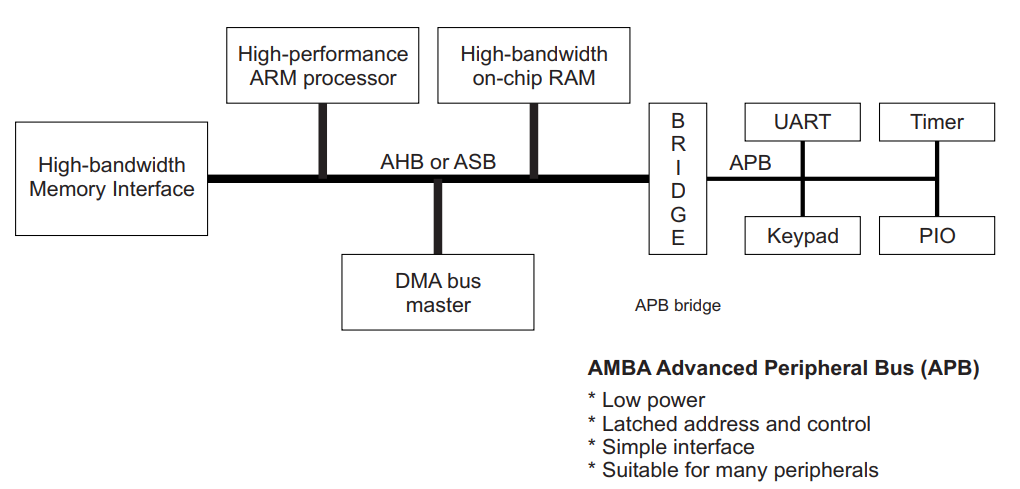 High-performance
ARM processor
High-bandwidth
on-chip RAM
High-bandwidth
Memory Interface
AHB or ASB
B
R
I
D
G
E
APB
UART
Timer
Keypad
PIO
DMA bus
master
APB bridge
AMBA Advanced Peripheral Bus (APB)
* Low power
* Latched address and control
* Simple interface
* Suitable for many peripherals